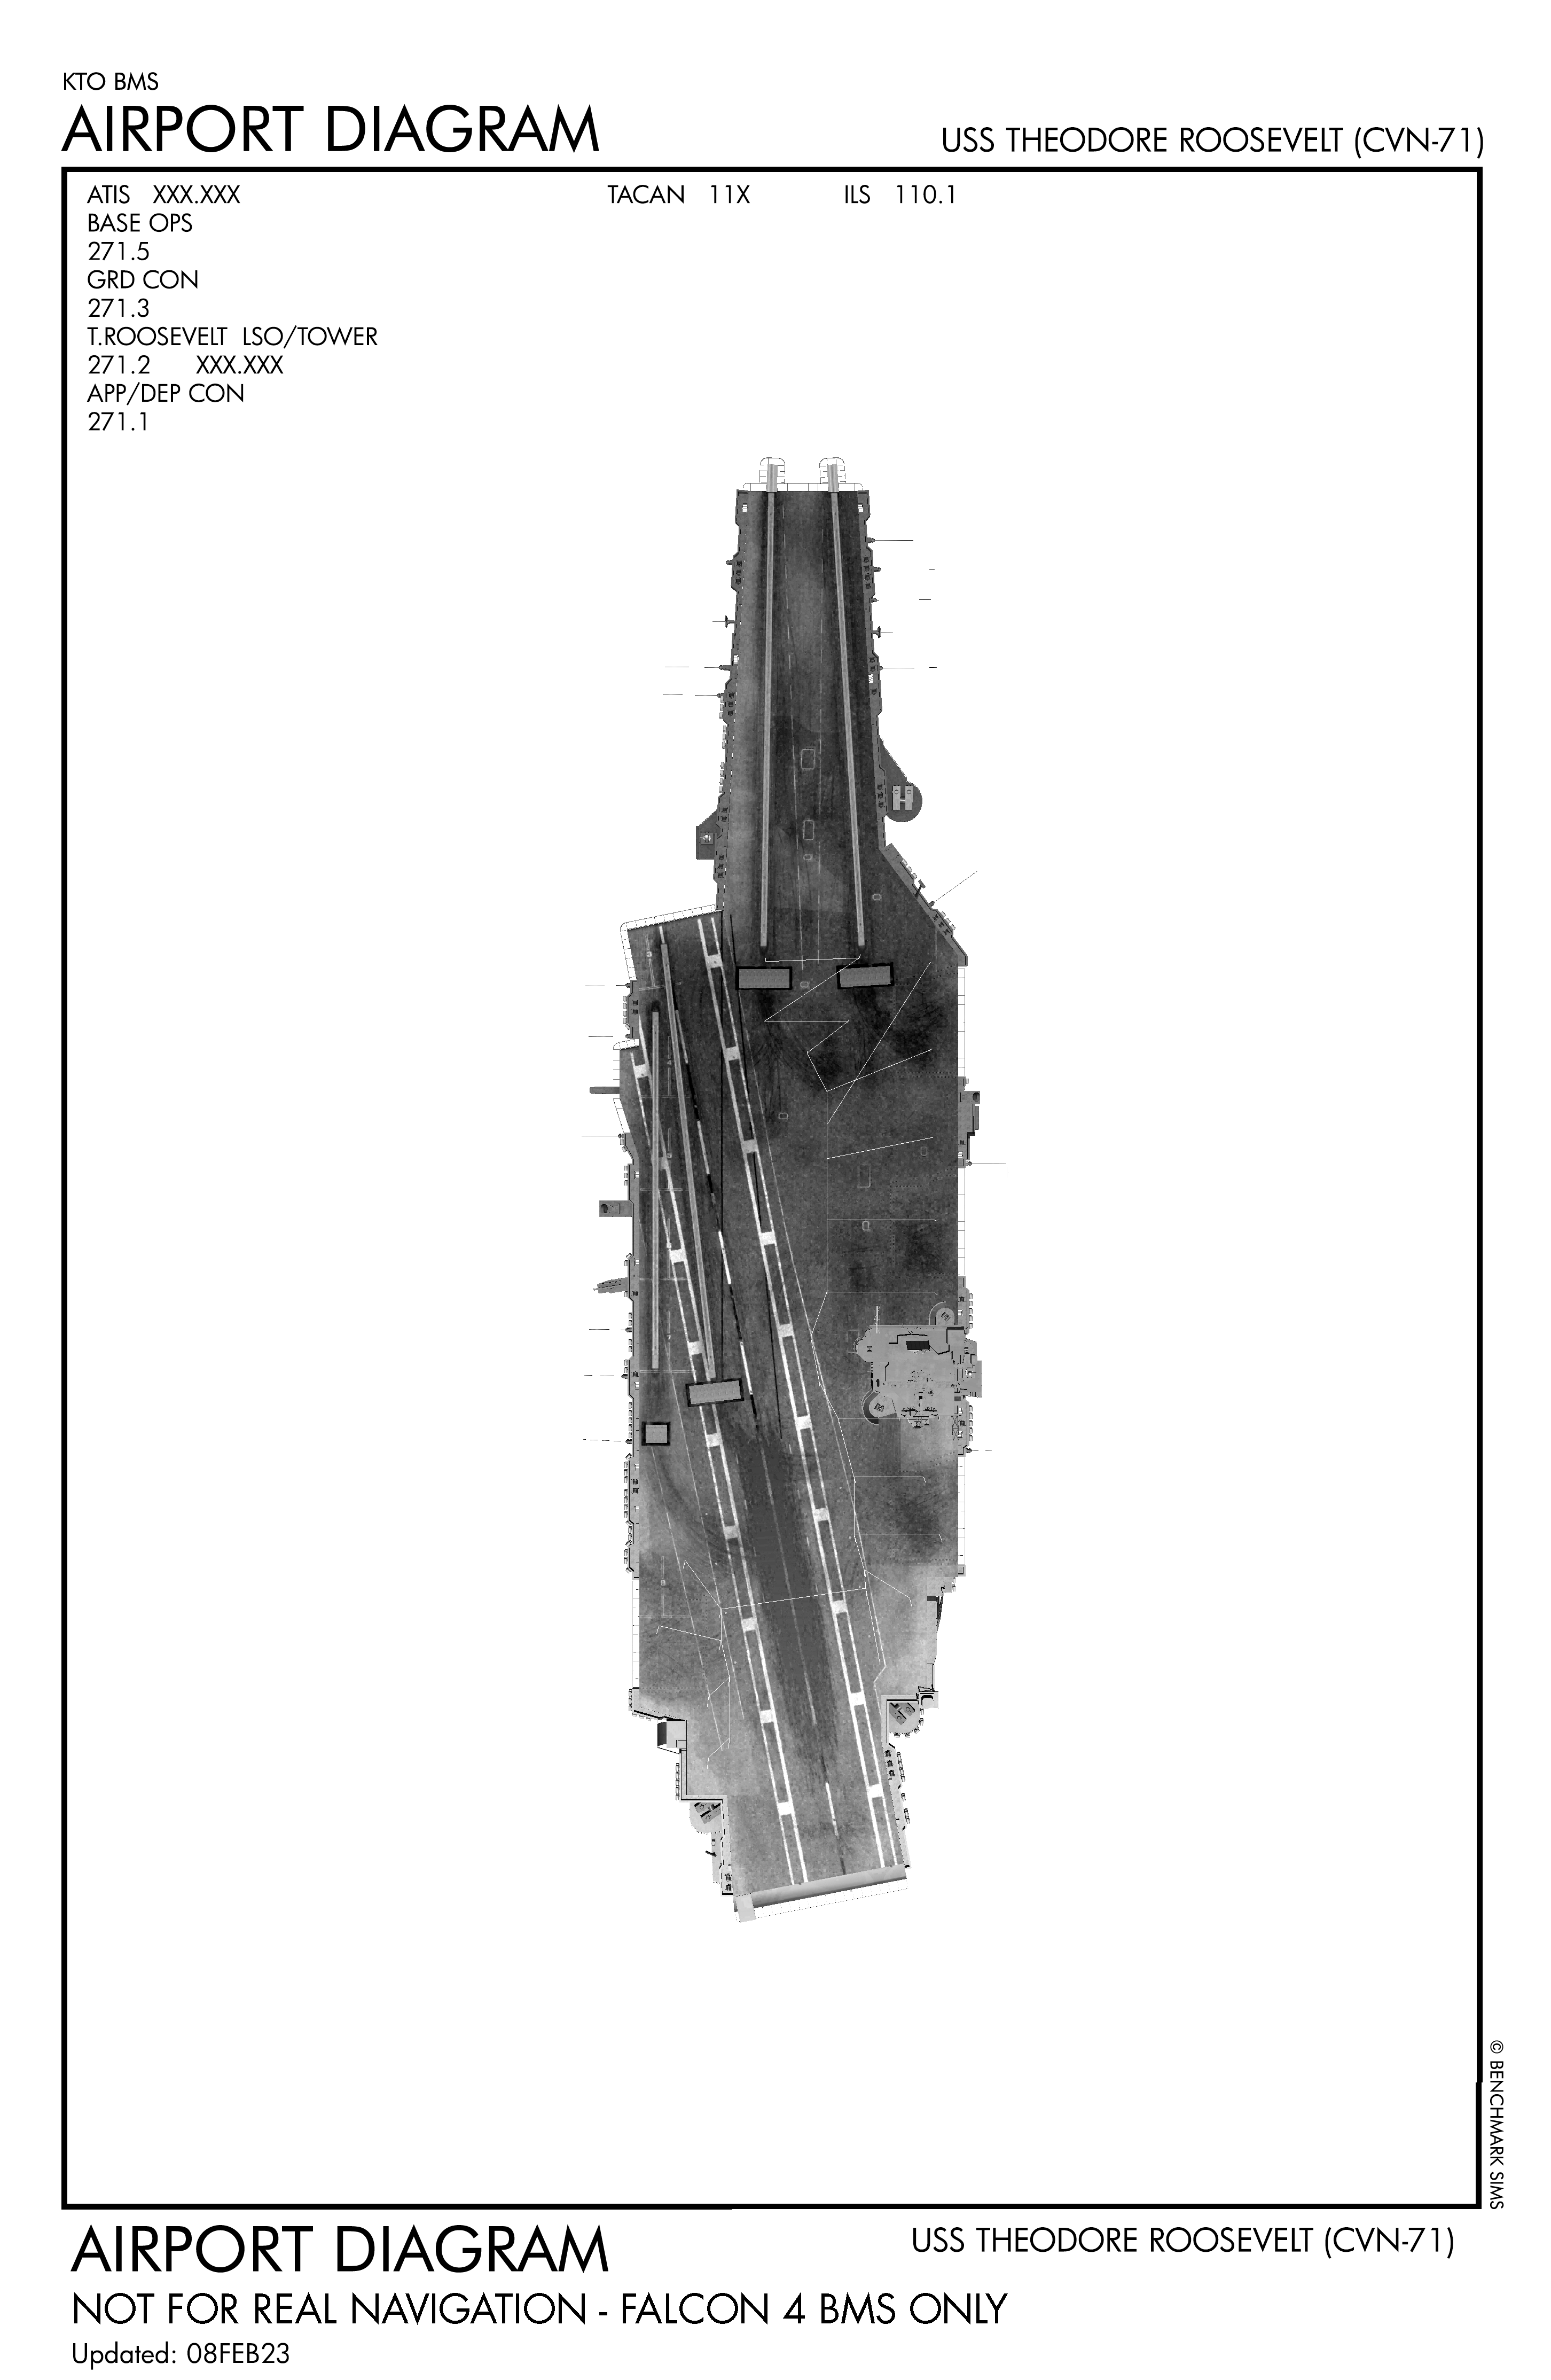 KTO BMS
AIRPORT DIAGRAM
USS THEODORE ROOSEVELT (CVN-71)
ATIS XXX.XXX TACAN 11X ILS 110.1
BASE OPS
271.5
GRD CON
271.3
T.ROOSEVELT LSO/TOWER
271.2 XXX.XXX
APP/DEP CON
271.1
© BENCHMARK SIMS
AIRPORT DIAGRAM
USS THEODORE ROOSEVELT (CVN-71)
NOT FOR REAL NAVIGATION - FALCON 4 BMS ONLY
Updated: 08FEB23